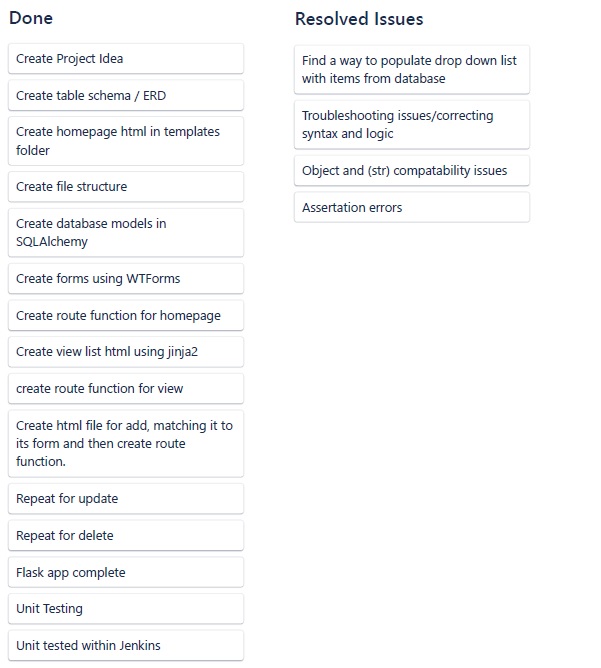 Done
Create Project Idea
Create table schema / ERD
Create homepage html in templates
folder
Create file structure
Create database models in
SQLAlchemy
Create forms using WTForms
Create route function for homepage
Create view list html using jinja2
create route function for view
Create html file for add, matching it to
its form and then create route
function.
Repeat for update
Repeat for delete
Flask app complete
Unit Testing
Unit tested within Jenkins
Resolved Issues
Find a way to populate drop down list
with items from database
Troubleshooting issues/correcting
syntax and logic
Object and (str) compatability issues
Assertation errors